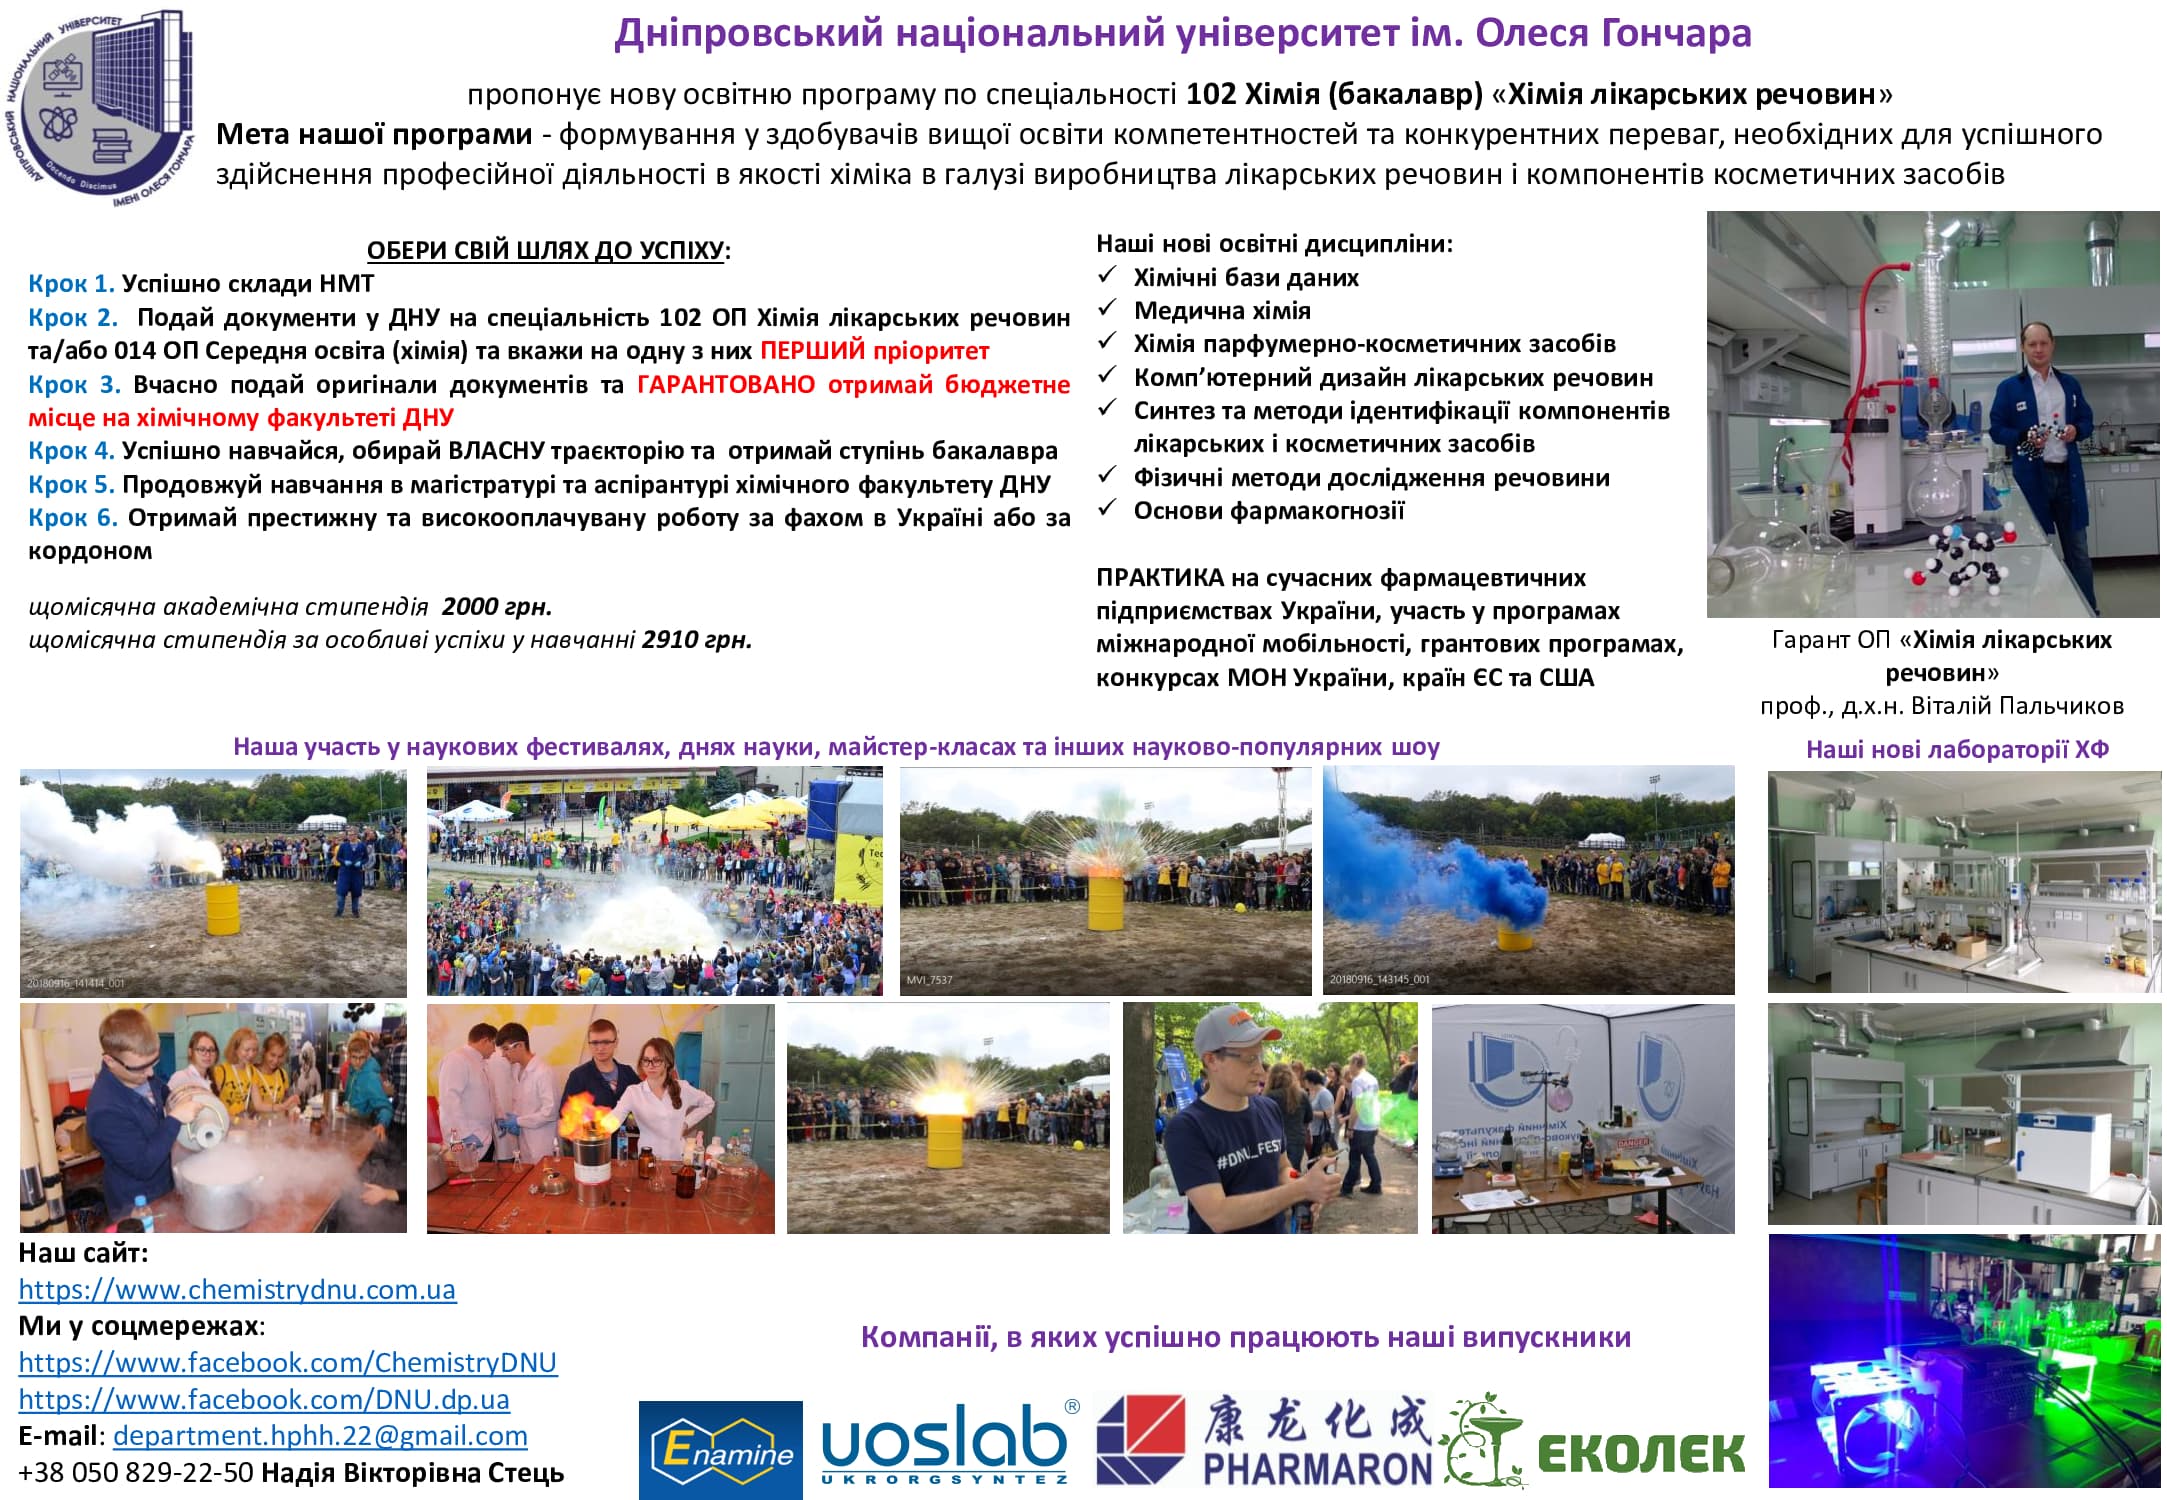 ДНІПРОВСЬКИЙ НАЦІОНАЛЬНИЙ УНІВЕРСИТЕТ
ІМЕНІ ОЛЕСЯ ГОНЧАРА
Docendo Discimus
Дніпровський національний університет ім. Олеся Гончара
пропонує нову освітню програму по спеціальності 102 Хімія (бакалавр) «Хімія лікарських речовин»
Мета нашої програми - формування у здобувачів вищої освіти компетентностей та конкурентних переваг, необхідних для успішного
здійснення професійної діяльності в якості хіміка в галузі виробництва лікарських речовин і компонентів косметичних засобів
ОБЕРИ СВІЙ ШЛЯХ ДО УСПІХУ:
Крок 1. Успішно склади НМТ
Крок 2. Подай документи у ДНУ на спеціальність 102 ОП Хімія лікарських речовин
та/або 014 ОП Середня освіта (хімія) та вкажи на одну з них ПЕРШИЙ пріоритет
Крок 3. Вчасно подай оригінали документів та ГАРАНТОВАНО отримай бюджетне
місце на хімічному факультеті ДНУ
Крок 4. Успішно навчайся, обирай ВЛАСНУ траєкторію та отримай ступінь бакалавра
Крок 5. Продовжуй навчання в магістратурі та аспірантурі хімічного факультету ДНУ
Крок 6. Отримай престижну та високооплачувану роботу за фахом в Україні або за
кордоном
щомісячна академічна стипендія 2000 грн.
щомісячна стипендія за особливі успіхи у навчанні 2910 грн.
Наші нові освітні дисципліни:
✓ Хімічні бази даних
✓ Медична хімія
✓ Хімія парфумерно-косметичних засобів
✓ Комп’ютерний дизайн лікарських речовин
✓ Синтез та методи ідентифікації компонентів
лікарських і косметичних засобів
✓ Фізичні методи дослідження речовини
✓ Основи фармакогнозії
ПРАКТИКА на сучасних фармацевтичних
підприємствах України, участь у програмах
міжнародної мобільності, грантових програмах,
конкурсах МОН України, країн ЄС та США
Гарант ОП «Хімія лікарських
речовин»
проф., д.х.н. Віталій Пальчиков
Наша участь у наукових фестивалях, днях науки, майстер-класах та інших науково-популярних шоу
Наші нові лабораторії ХФ
20180916_141414_001
MVI_7537
20180916_143145_001
#DNU_FEST
DANGER
Наш сайт:
https://www.chemistrydnu.com.ua
Ми у соцмережах:
https://www.facebook.com/ChemistryDNU
https://www.facebook.com/DNU.dp.ua
E-mail: department.hphh.22@gmail.com
+38 050 829-22-50 Надія Вікторівна Стець
Компанії, в яких успішно працюють наші випускники
Enamine
uoslab®
UKRORGSYNTEZ
康龙化成
PHARMARON
ЕКОЛЕК